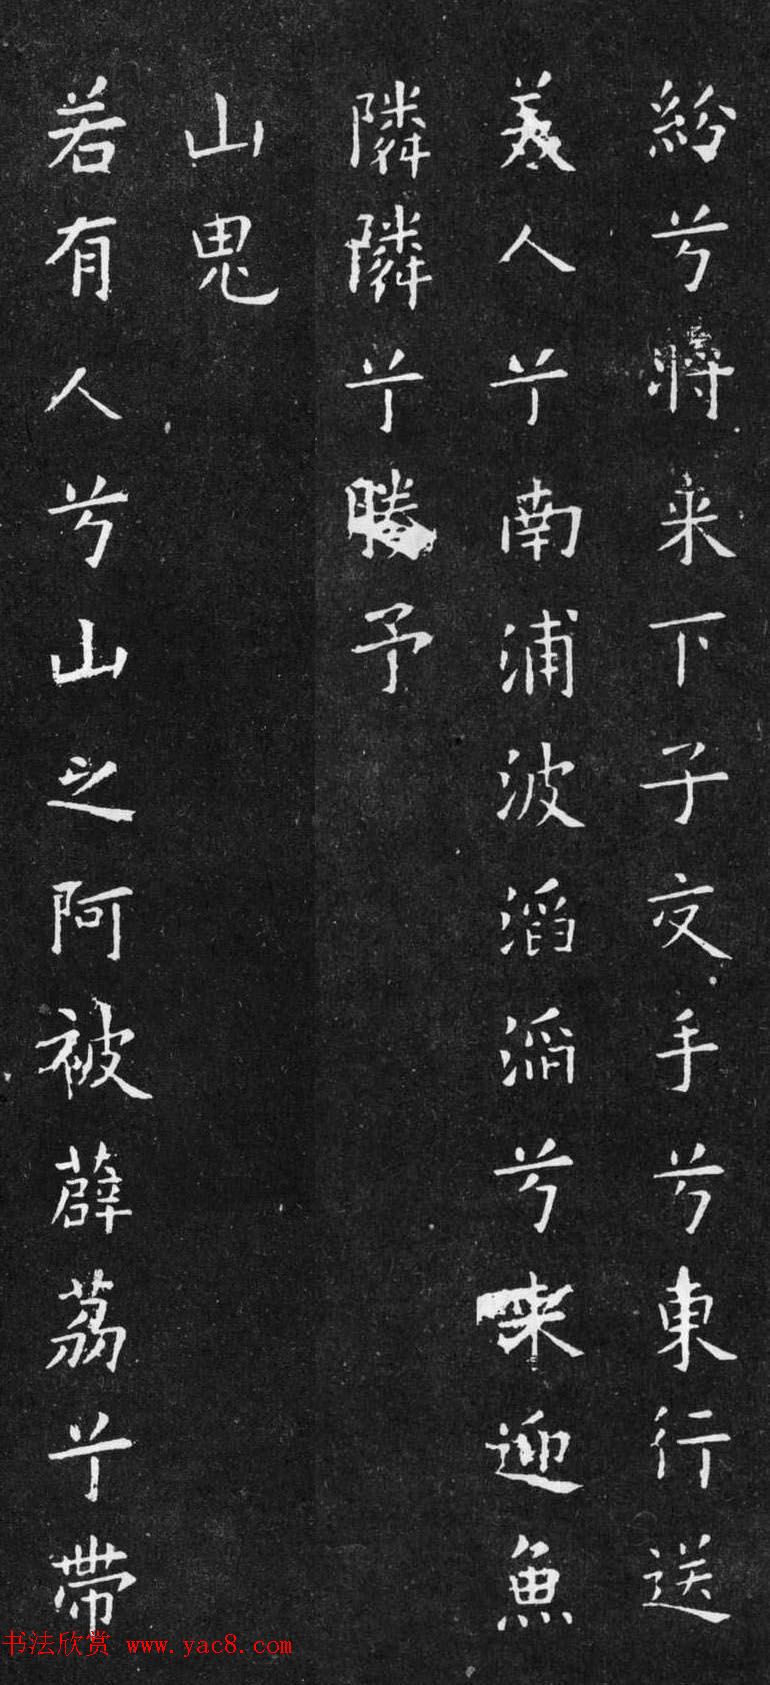 紛兮將来下子交手兮東行送
美人兮南浦波滔滔兮来迎魚
隣隣兮媵予
山鬼
若有人兮山之阿被薜荔兮帶
书法欣赏 www.yac8.com